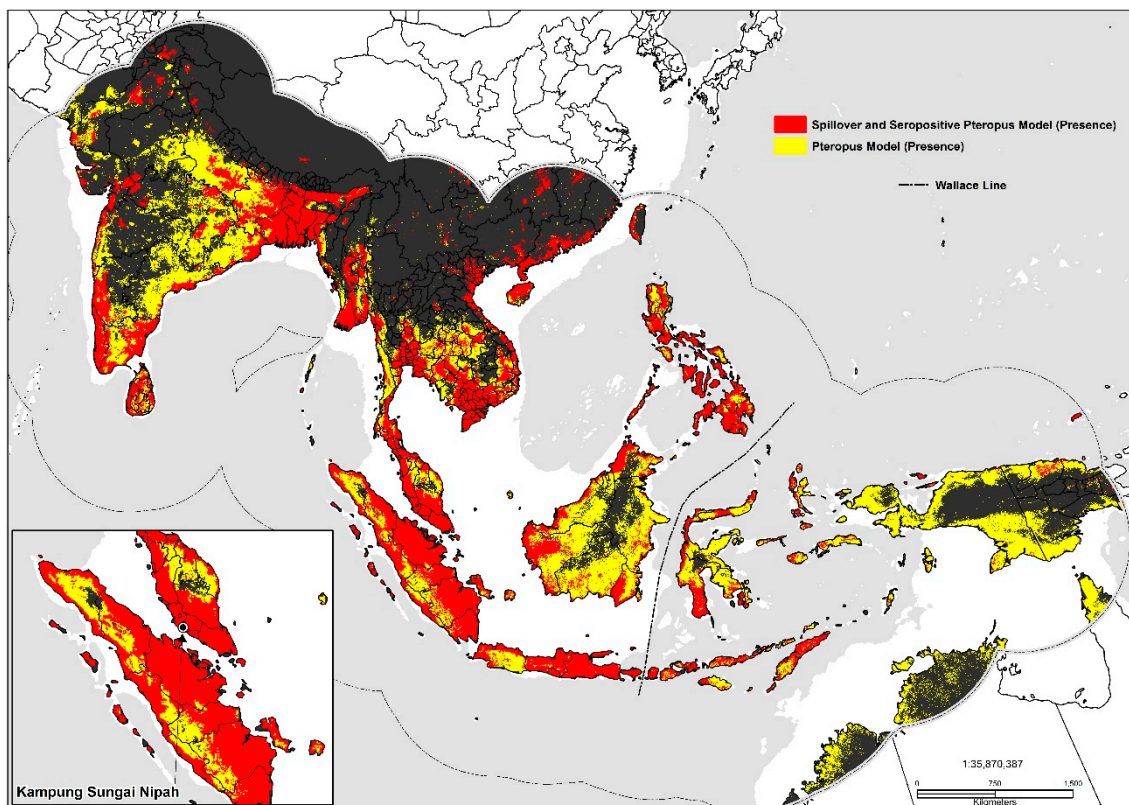 Spillover and Seropositive Pteropus Model (Presence)
Pteropus Model (Presence)
Wallace Line
Kampung Sungai Nipah
1:35,870,387
0 750 1,500
Kilometers